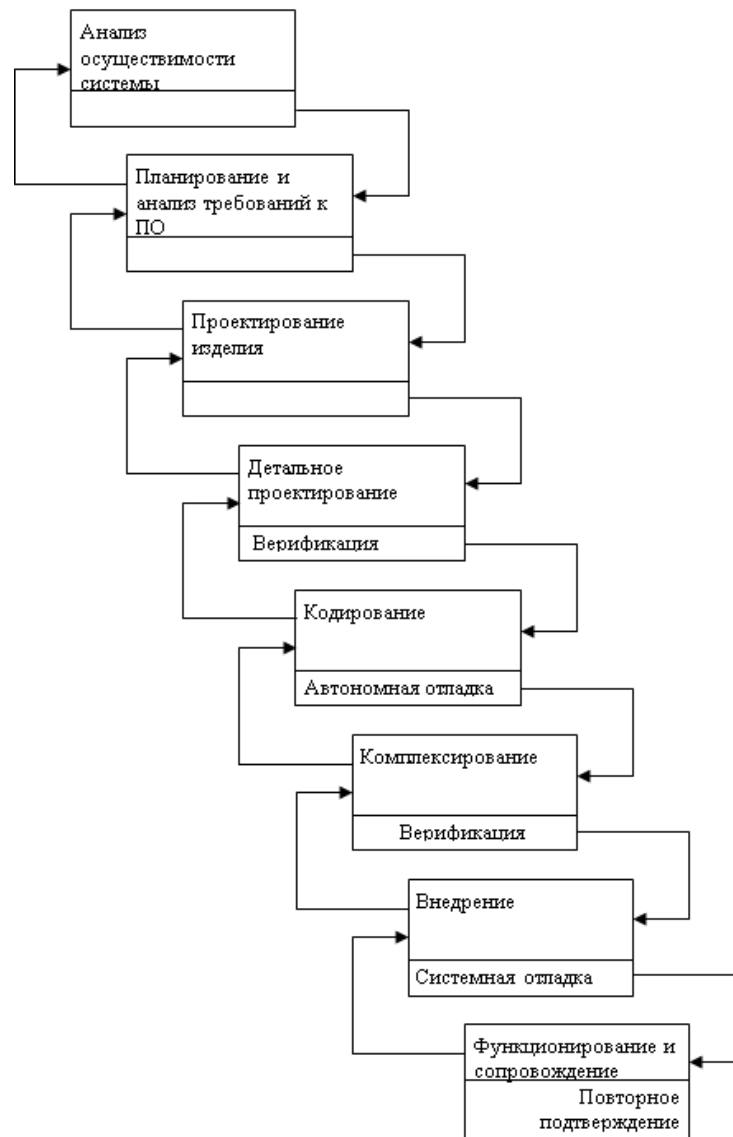 Анализ
осуществимости
системы
Планирование и
анализ требований к
ПО
Проектирование
изделия
Детальное
проектирование
Верификация
Кодирование
Автономная отладка
Комплексирование
Верификация
Внедрение
Системная отладка
Функционирование и
сопровождение
Повторное
подтверждение